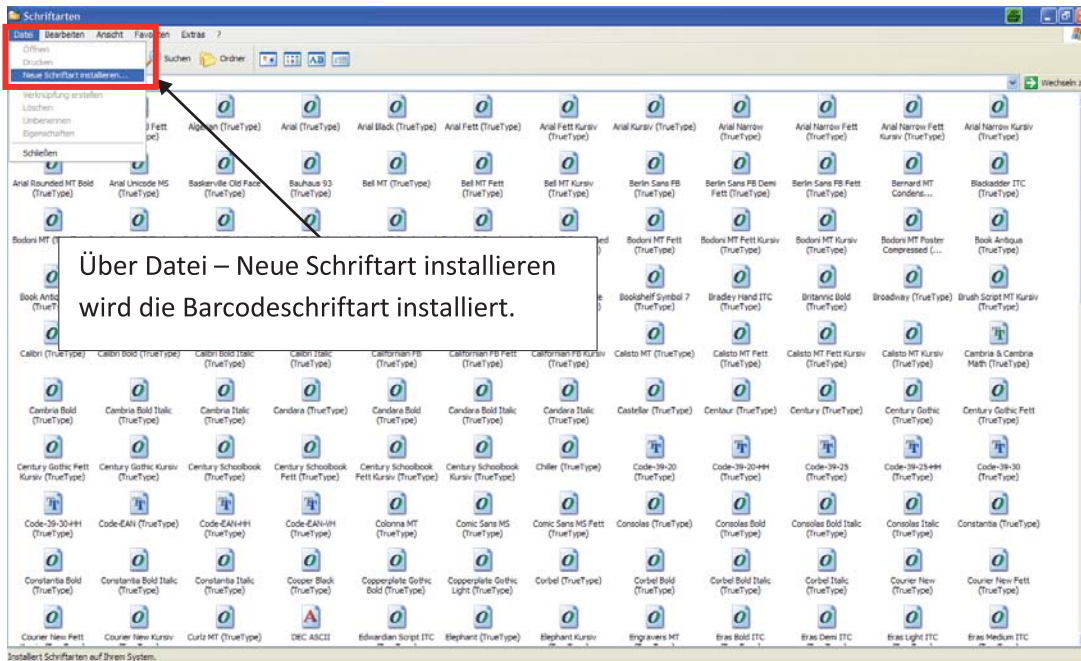 Schriftarten
Datei Bearbeiten Ansicht Favoriten Extras ?
Öffnen
Drucken
Neue Schriftart installieren...
Verknüpfung erstellen
Löschen
Umbenennen
Eigenschaften
Schließen
Suchen Ordner
Wechseln
Fett Algerian (TrueType) Arial (TrueType) Arial Black (TrueType) Arial Fett (TrueType) Arial Fett Kursiv Arial Kursiv (TrueType) Arial Narrow Arial Narrow Fett Arial Narrow Fett Arial Narrow Kursiv
(TrueType) (TrueType) (TrueType) Kursiv (TrueType) (TrueType)
Arial Rounded MT Bold Arial Unicode MS Baskerville Old Face Bauhaus 93 Bell MT (TrueType) Bell MT Fett Bell MT Kursiv Berlin Sans FB Berlin Sans FB Demi Berlin Sans FB Fett Bernard MT Blackadder ITC
(TrueType) (TrueType) (TrueType) (TrueType) (TrueType) (TrueType) (TrueType) Fett (TrueType) (TrueType) Condens... (TrueType)
Bodoni MT Bodoni MT Fett Bodoni MT Fett Kursiv Bodoni MT Kursiv Bodoni MT Poster Book Antiqua
(TrueType) (TrueType) (TrueType) Compressed (... (TrueType)
Über Datei – Neue Schriftart installieren
wird die Barcodeschriftart installiert.
Bookshelf Symbol 7 Bradley Hand ITC Britannic Bold Broadway (TrueType) Brush Script MT Kursiv
(TrueType) (TrueType) (TrueType) (TrueType)
Calibri (TrueType) Calibri Bold (TrueType) Calibri Bold Italic Calibri Italic Californian FB Californian FB Fett Californian FB Kursiv Calisto MT (TrueType) Calisto MT Fett Calisto MT Fett Kursiv Calisto MT Kursiv Cambria & Cambria
(TrueType) (TrueType) (TrueType) (TrueType) (TrueType) (TrueType) (TrueType) (TrueType) Math (TrueType)
Cambria Bold Cambria Bold Italic Cambria Italic Candara (TrueType) Candara Bold Candara Bold Italic Candara Italic Castellar (TrueType) Centaur (TrueType) Century (TrueType) Century Gothic Century Gothic Fett
(TrueType) (TrueType) (TrueType) (TrueType) (TrueType) (TrueType) (TrueType) (TrueType)
Century Gothic Fett Century Gothic Kursiv Century Schoolbook Century Schoolbook Century Schoolbook Century Schoolbook Chiller (TrueType) Code-39-20 Code-39-20-HH Code-39-25 Code-39-25-HH Code-39-30
Kursiv (TrueType) (TrueType) (TrueType) Fett (TrueType) Fett Kursiv (TrueType) Kursiv (TrueType) (TrueType) (TrueType) (TrueType) (TrueType) (TrueType)
Code-39-30-HH Code-EAN (TrueType) Code-EAN-HH Code-EAN-VH Colonna MT Comic Sans MS Comic Sans MS Fett Consolas (TrueType) Consolas Bold Consolas Bold Italic Consolas Italic Constantia (TrueType)
(TrueType) (TrueType) (TrueType) (TrueType) (TrueType) (TrueType) (TrueType) (TrueType) (TrueType)
Constantia Bold Constantia Bold Italic Constantia Italic Cooper Black Copperplate Gothic Copperplate Gothic Corbel (TrueType) Corbel Bold Corbel Bold Italic Corbel Italic Courier New Courier New Fett
(TrueType) (TrueType) (TrueType) (TrueType) Bold (TrueType) Light (TrueType) (TrueType) (TrueType) (TrueType) (TrueType) (TrueType)
Courier New Fett Courier New Kursiv Curlz MT (TrueType) DEC ASCII Edwardian Script ITC Elephant (TrueType) Elephant Kursiv Engravers MT Eras Bold ITC Eras Demi ITC Eras Light ITC Eras Medium ITC
Installiert Schriftarten auf Ihrem System.